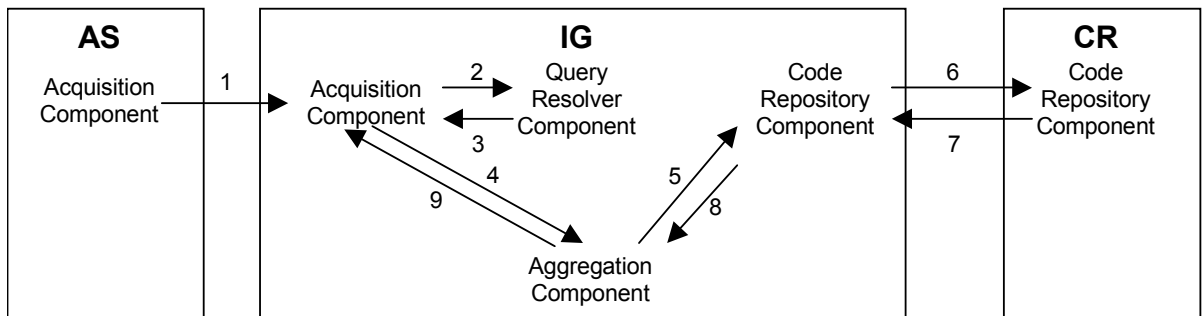 AS
IG
CR
Acquisition
Component
1
Acquisition
Component
2
3
Query
Resolver
Component
Code
Repository
Component
6
7
Code
Repository
Component
4
9
5
8
Aggregation
Component